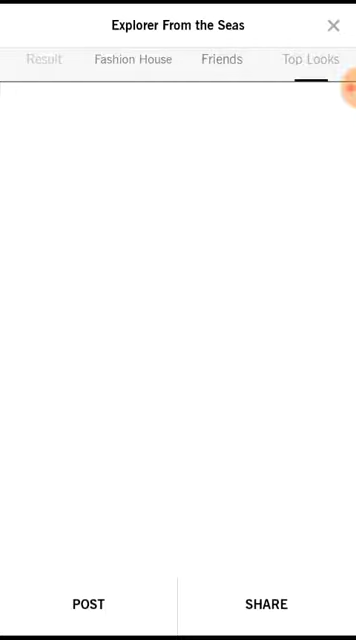 Explorer From the Seas
Result Fashion House Friends Top Looks
POST SHARE